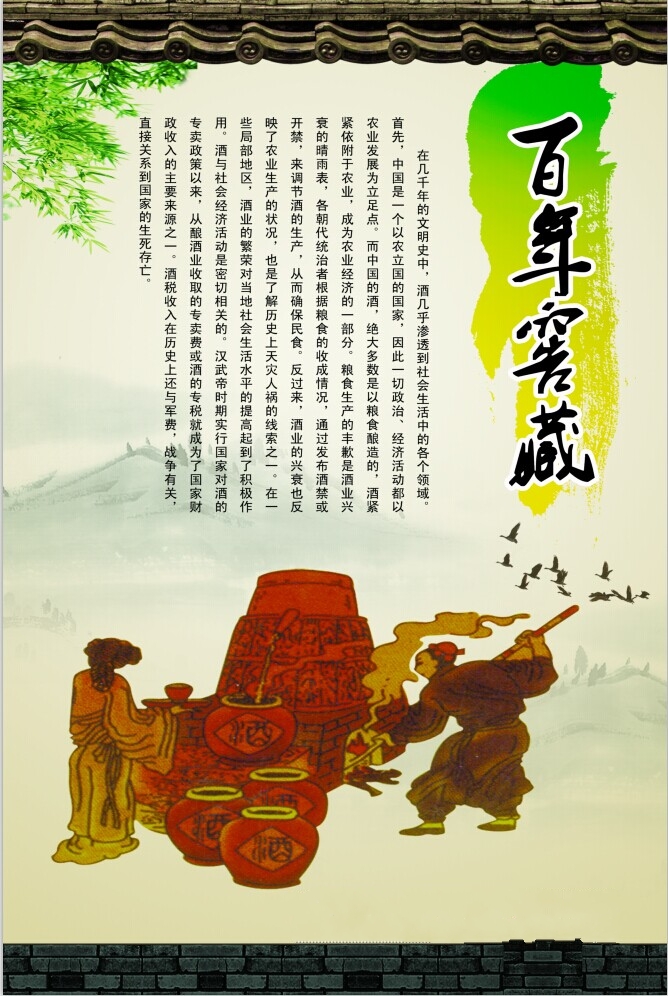 百年窖藏
在几千年的文明史中，酒几乎渗透到社会生活中的各个领域。
首先，中国是一个以农立国的国家，因此一切政治、经济活动都以
农业发展为立足点。而中国的酒，绝大多数是以粮食酿造的，酒紧
紧依附于农业，成为农业经济的一部分。粮食生产的丰歉是酒业兴
衰的晴雨表，各朝代统治者根据粮食的收成情况，通过发布酒禁或
开禁，来调节酒的生产，从而确保民食。反过来，酒业的兴衰也反
映了农业生产的状况，也是了解历史上天灾人祸的线索之一。在一
些局部地区，酒业的繁荣对当地社会生活水平的提高起到了积极作
用。酒与社会经济活动是密切相关的。汉武帝时期实行国家对酒的
专卖政策以来，从酿酒业收取的专卖费或酒的专税就成为了国家财
政收入的主要来源之一。酒税收入在历史上还与军费，战争有关，
直接关系到国家的生死存亡。
酒
酒
酒
酒